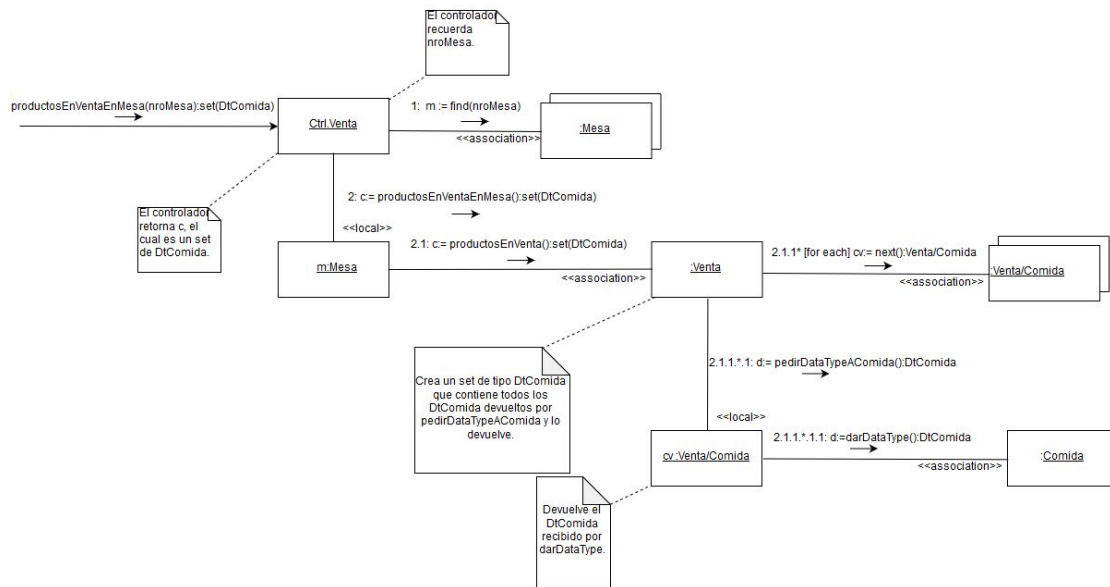 El controlador
recuerda
nroMesa.
productosEnVentaEnMesa(nroMesa):set(DtComida)
1: m := find(nroMesa)
Ctrl.Venta
:Mesa
<<association>>
El controlador
retorna c, el
cual es un set
de DtComida.
2: c:= productosEnVentaEnMesa():set(DtComida)
<<local>>
2.1: c:= productosEnVenta():set(DtComida)
2.1.1* [for each] cv:= next():Venta/Comida
m:Mesa
:Venta
:Venta/Comida
<<association>>
<<association>>
Crea un set de tipo DtComida
que contiene todos los
DtComida devueltos por
pedirDataTypeAComida y lo
devuelve.
2.1.1.*.1: d:= pedirDataTypeAComida():DtComida
<<local>>
2.1.1.*.1.1: d:=darDataType():DtComida
cv :Venta/Comida
:Comida
<<association>>
Devuelve el
DtComida
recibido por
darDataType.